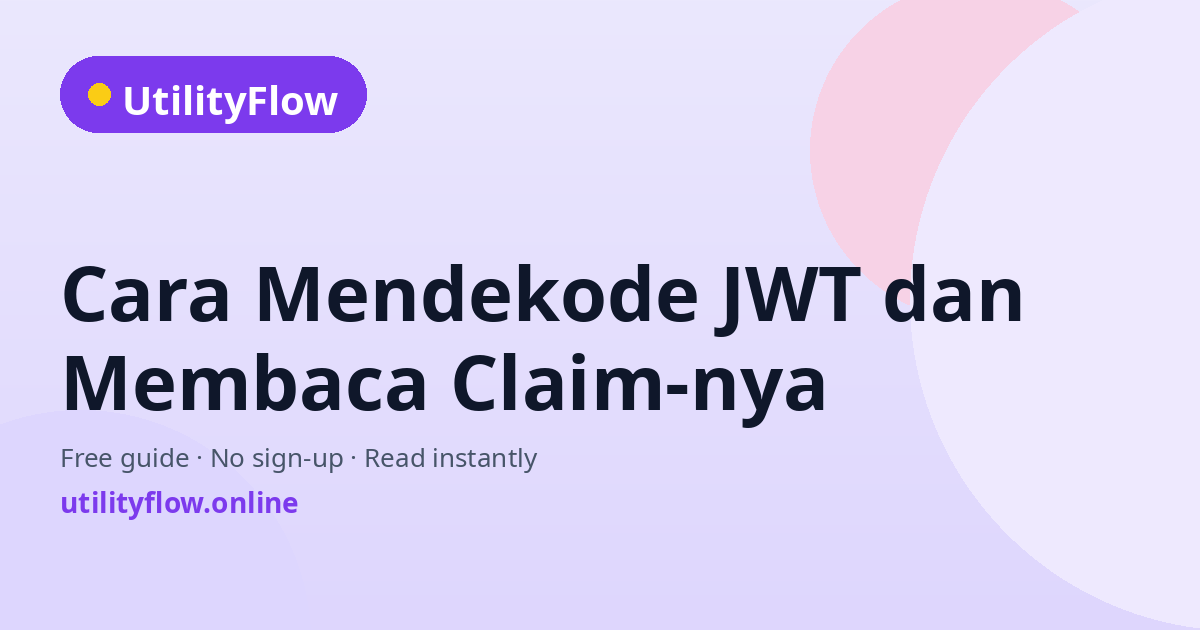 UtilityFlow
Cara Mendekode JWT dan
Membaca Claim-nya
Free guide · No sign-up · Read instantly
utilityflow.online